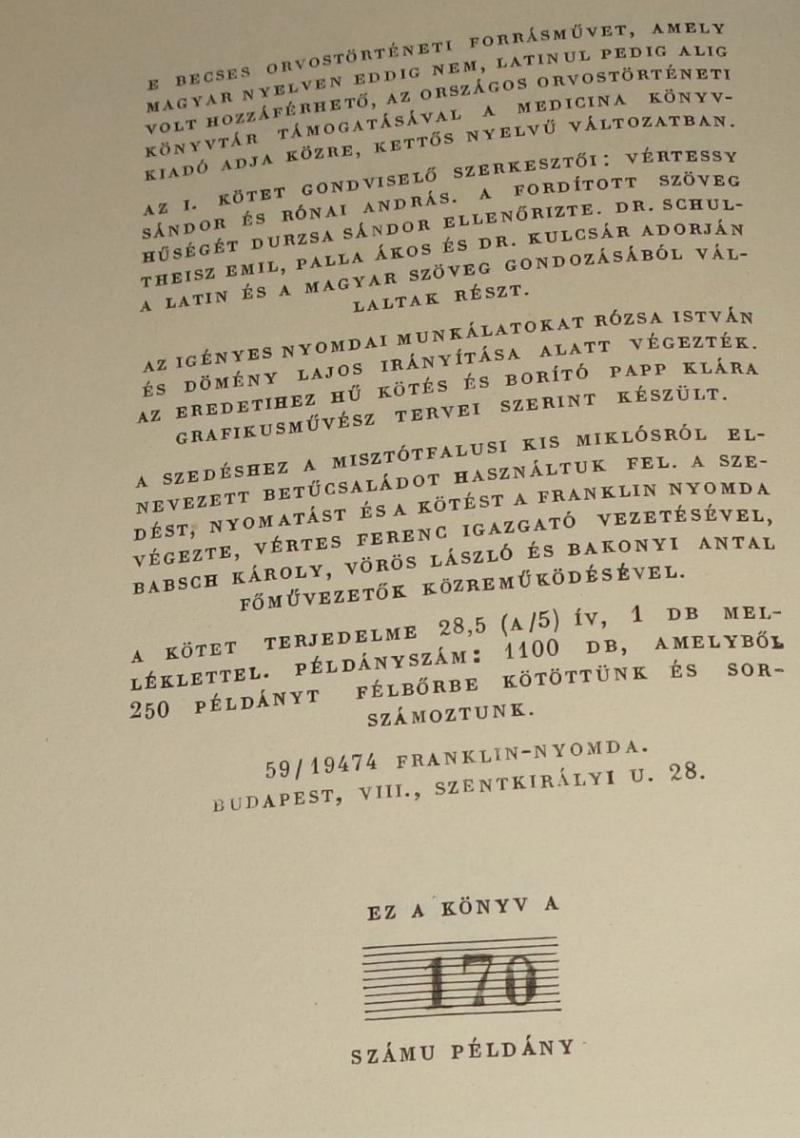 E BECSES ORVOSTÖRTÉNETI FORRÁSMŰVET, AMELY
MAGYAR NYELVEN EDDIG NEM, LATINUL PEDIG ALIG
VOLT HOZZÁFÉRHETŐ, AZ ORSZÁGOS ORVOSTÖRTÉNETI
KÖNYVTÁR TÁMOGATÁSÁVAL A MEDICINA KÖNYV-
KIADÓ ADJA KÖZRE, KETTŐS NYELVŰ VÁLTOZATBAN.
AZ I. KÖTET GONDVISELŐ SZERKESZTŐI: VÉRTESSY
SÁNDOR ÉS RÓNAI ANDRÁS. A FORDÍTOTT SZÖVEG
HŰSÉGÉT DURZSA SÁNDOR ELLENŐRIZTE. DR. SCHUL-
THEISZ EMIL, PALLA ÁKOS ÉS DR. KULCSÁR ADORJÁN
A LATIN ÉS A MAGYAR SZÖVEG GONDOZÁSÁBÓL VÁL-
LALTAK RÉSZT.
AZ IGÉNYES NYOMDAI MUNKÁLATOKAT RÓZSA ISTVÁN
ÉS DÖMÉNY LAJOS IRÁNYÍTÁSA ALATT VÉGEZTÉK.
AZ EREDETIHEZ HŰ KÖTÉS ÉS BORÍTÓ PAPP KLÁRA
GRAFIKUSMŰVÉSZ TERVEI SZERINT KÉSZÜLT.
A SZEDÉSHEZ A MISZTÓTFALUSI KIS MIKLÓSRÓL EL-
NEVEZETT BETŰCSALÁDOT HASZNÁLTUK FEL. A SZE-
DÉST, NYOMATÁST ÉS A KÖTÉST A FRANKLIN NYOMDA
VÉGEZTE, VÉRTES FERENC IGAZGATÓ VEZETÉSÉVEL,
BABSCH KÁROLY, VÖRÖS LÁSZLÓ ÉS BAKONYI ANTAL
FŐMŰVEZETŐK KÖZREMŰKÖDÉSÉVEL.
A KÖTET TERJEDELME 28,5 (A/5) ÍV, 1 DB MEL-
LÉKLETTEL. PÉLDÁNYSZÁM: 1100 DB, AMELYBŐL
250 PÉLDÁNYT FÉLBŐRBE KÖTÖTTÜNK ÉS SOR-
SZÁMOZTUNK.
59/19474 FRANKLIN-NYOMDA.
BUDAPEST, VIII., SZENTKIRÁLYI U. 28.
EZ A KÖNYV A
170
SZÁMU PÉLDÁNY